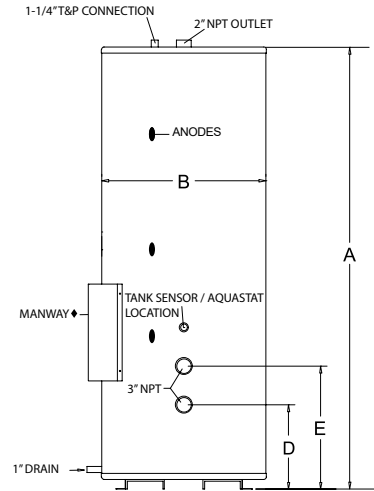 1-1/4" T&P CONNECTION
2" NPT OUTLET
ANODES
B
A
TANK SENSOR / AQUASTAT
LOCATION
MANWAY ♦
3" NPT
E
D
1" DRAIN